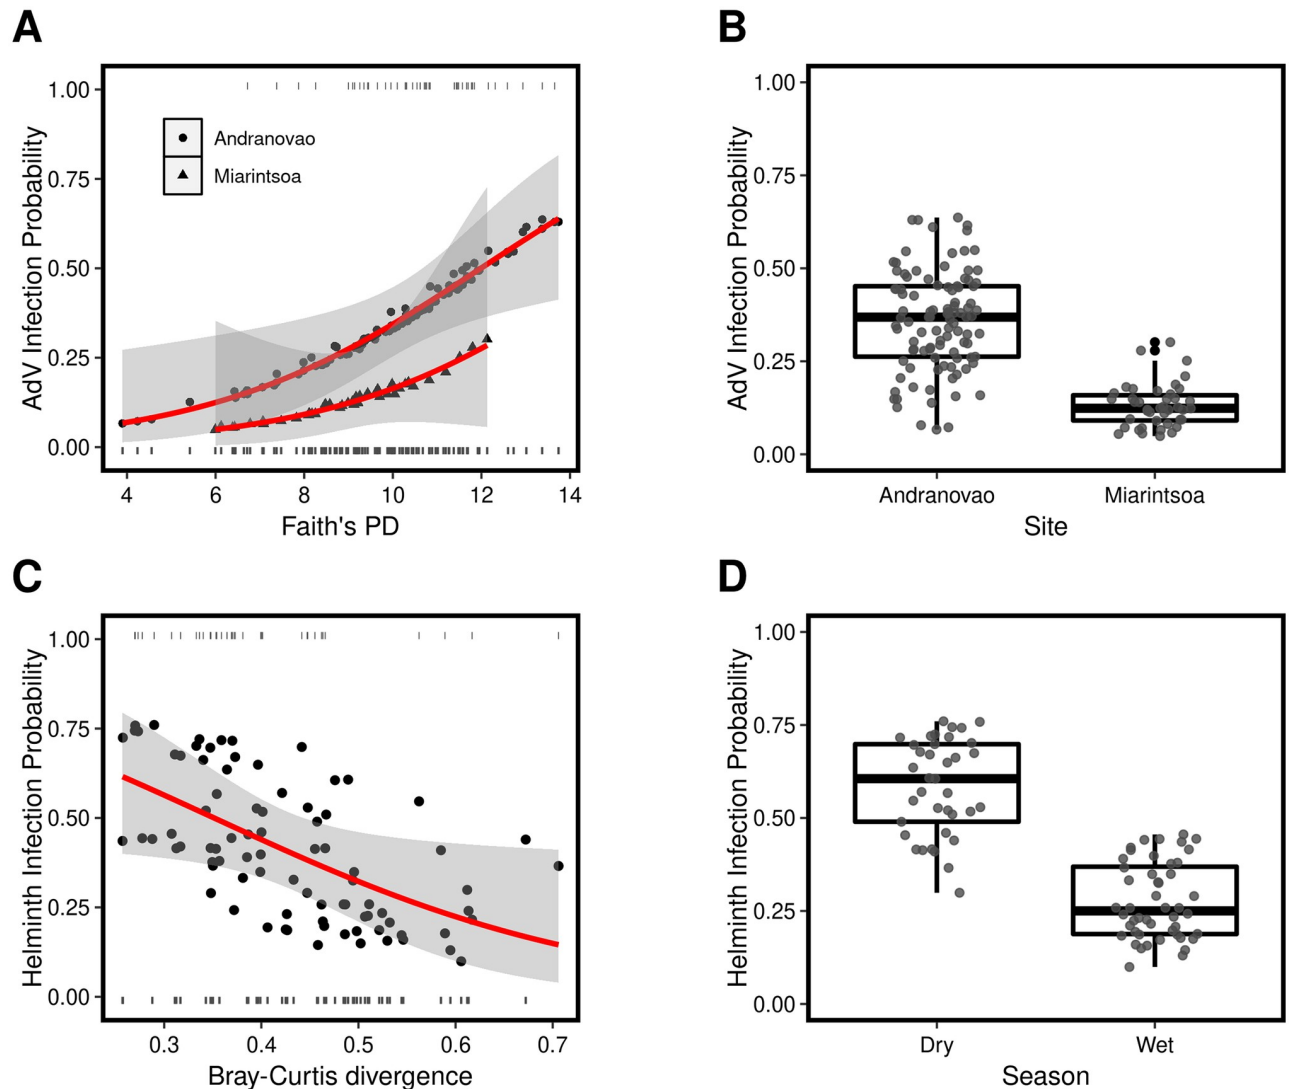 A
AdV Infection Probability
1.00
0.75
0.50
0.25
0.00
Andranovao
Miarintsoa
4 6 8 10 12 14
Faith's PD
B
AdV Infection Probability
1.00
0.75
0.50
0.25
0.00
Andranovao Miarintsoa
Site
C
Helminth Infection Probability
1.00
0.75
0.50
0.25
0.00
0.3 0.4 0.5 0.6 0.7
Bray-Curtis divergence
D
Helminth Infection Probability
1.00
0.75
0.50
0.25
0.00
Dry Wet
Season